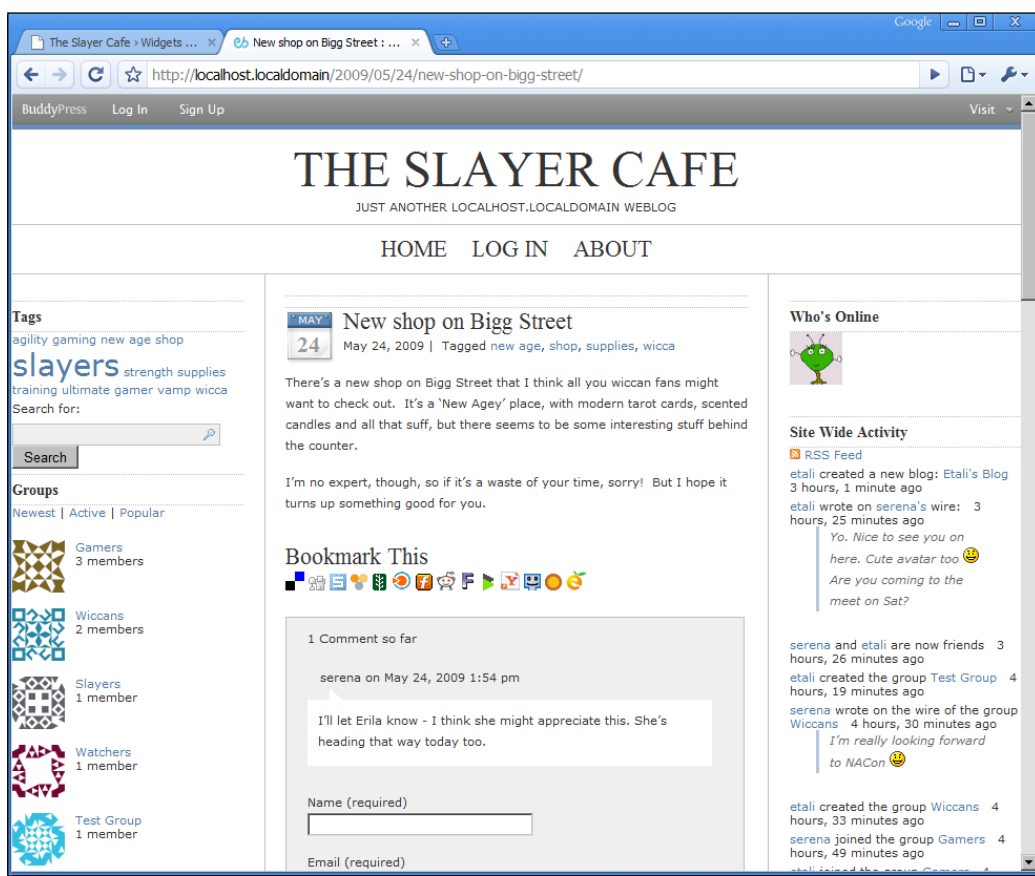 Google
The Slayer Cafe › Widgets ...
New shop on Bigg Street : ...
http://localhost.localdomain/2009/05/24/new-shop-on-bigg-street/
BuddyPress Log In Sign Up Visit
THE SLAYER CAFE
JUST ANOTHER LOCALHOST.LOCALDOMAIN WEBLOG
HOME LOG IN ABOUT
Tags
agility gaming new age shop
slayers strength supplies
training ultimate gamer vamp wicca
Search for:
Search
Groups
Newest | Active | Popular
Gamers
3 members
Wiccans
2 members
Slayers
1 member
Watchers
1 member
Test Group
1 member
MAY
24
New shop on Bigg Street
May 24, 2009 | Tagged new age, shop, supplies, wicca
There's a new shop on Bigg Street that I think all you wiccan fans might
want to check out. It's a 'New Agey' place, with modern tarot cards, scented
candles and all that suff, but there seems to be some interesting stuff behind
the counter.
I'm no expert, though, so if it's a waste of your time, sorry! But I hope it
turns up something good for you.
Bookmark This
1 Comment so far
serena on May 24, 2009 1:54 pm
I'll let Erila know - I think she might appreciate this. She's
heading that way today too.
Name (required)
Email (required)
Who's Online
Site Wide Activity
RSS Feed
etali created a new blog: Etali's Blog
3 hours, 1 minute ago
etali wrote on serena's wire: 3
hours, 25 minutes ago
Yo. Nice to see you on
here. Cute avatar too
Are you coming to the
meet on Sat?
serena and etali are now friends 3
hours, 26 minutes ago
etali created the group Test Group 4
hours, 19 minutes ago
serena wrote on the wire of the group
Wiccans 4 hours, 30 minutes ago
I'm really looking forward
to NACon
etali created the group Wiccans 4
hours, 33 minutes ago
serena joined the group Gamers 4
hours, 49 minutes ago